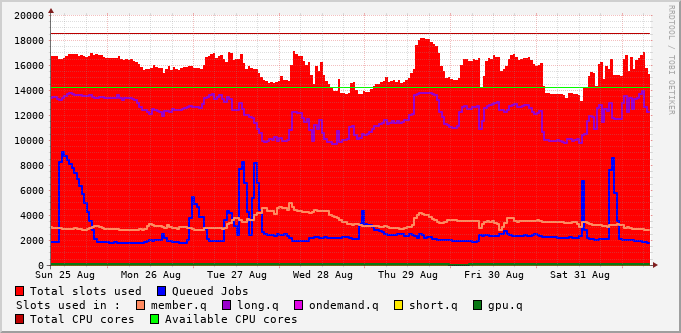 20000
18000
16000
14000
12000
10000
8000
6000
4000
2000
0
Sun 25 Aug Mon 26 Aug Tue 27 Aug Wed 28 Aug Thu 29 Aug Fri 30 Aug Sat 31 Aug
RRDTOOL / TOBI OETIKER
Total slots used Queued Jobs
Slots used in : member.q long.q ondemand.q short.q gpu.q
Total CPU cores Available CPU cores